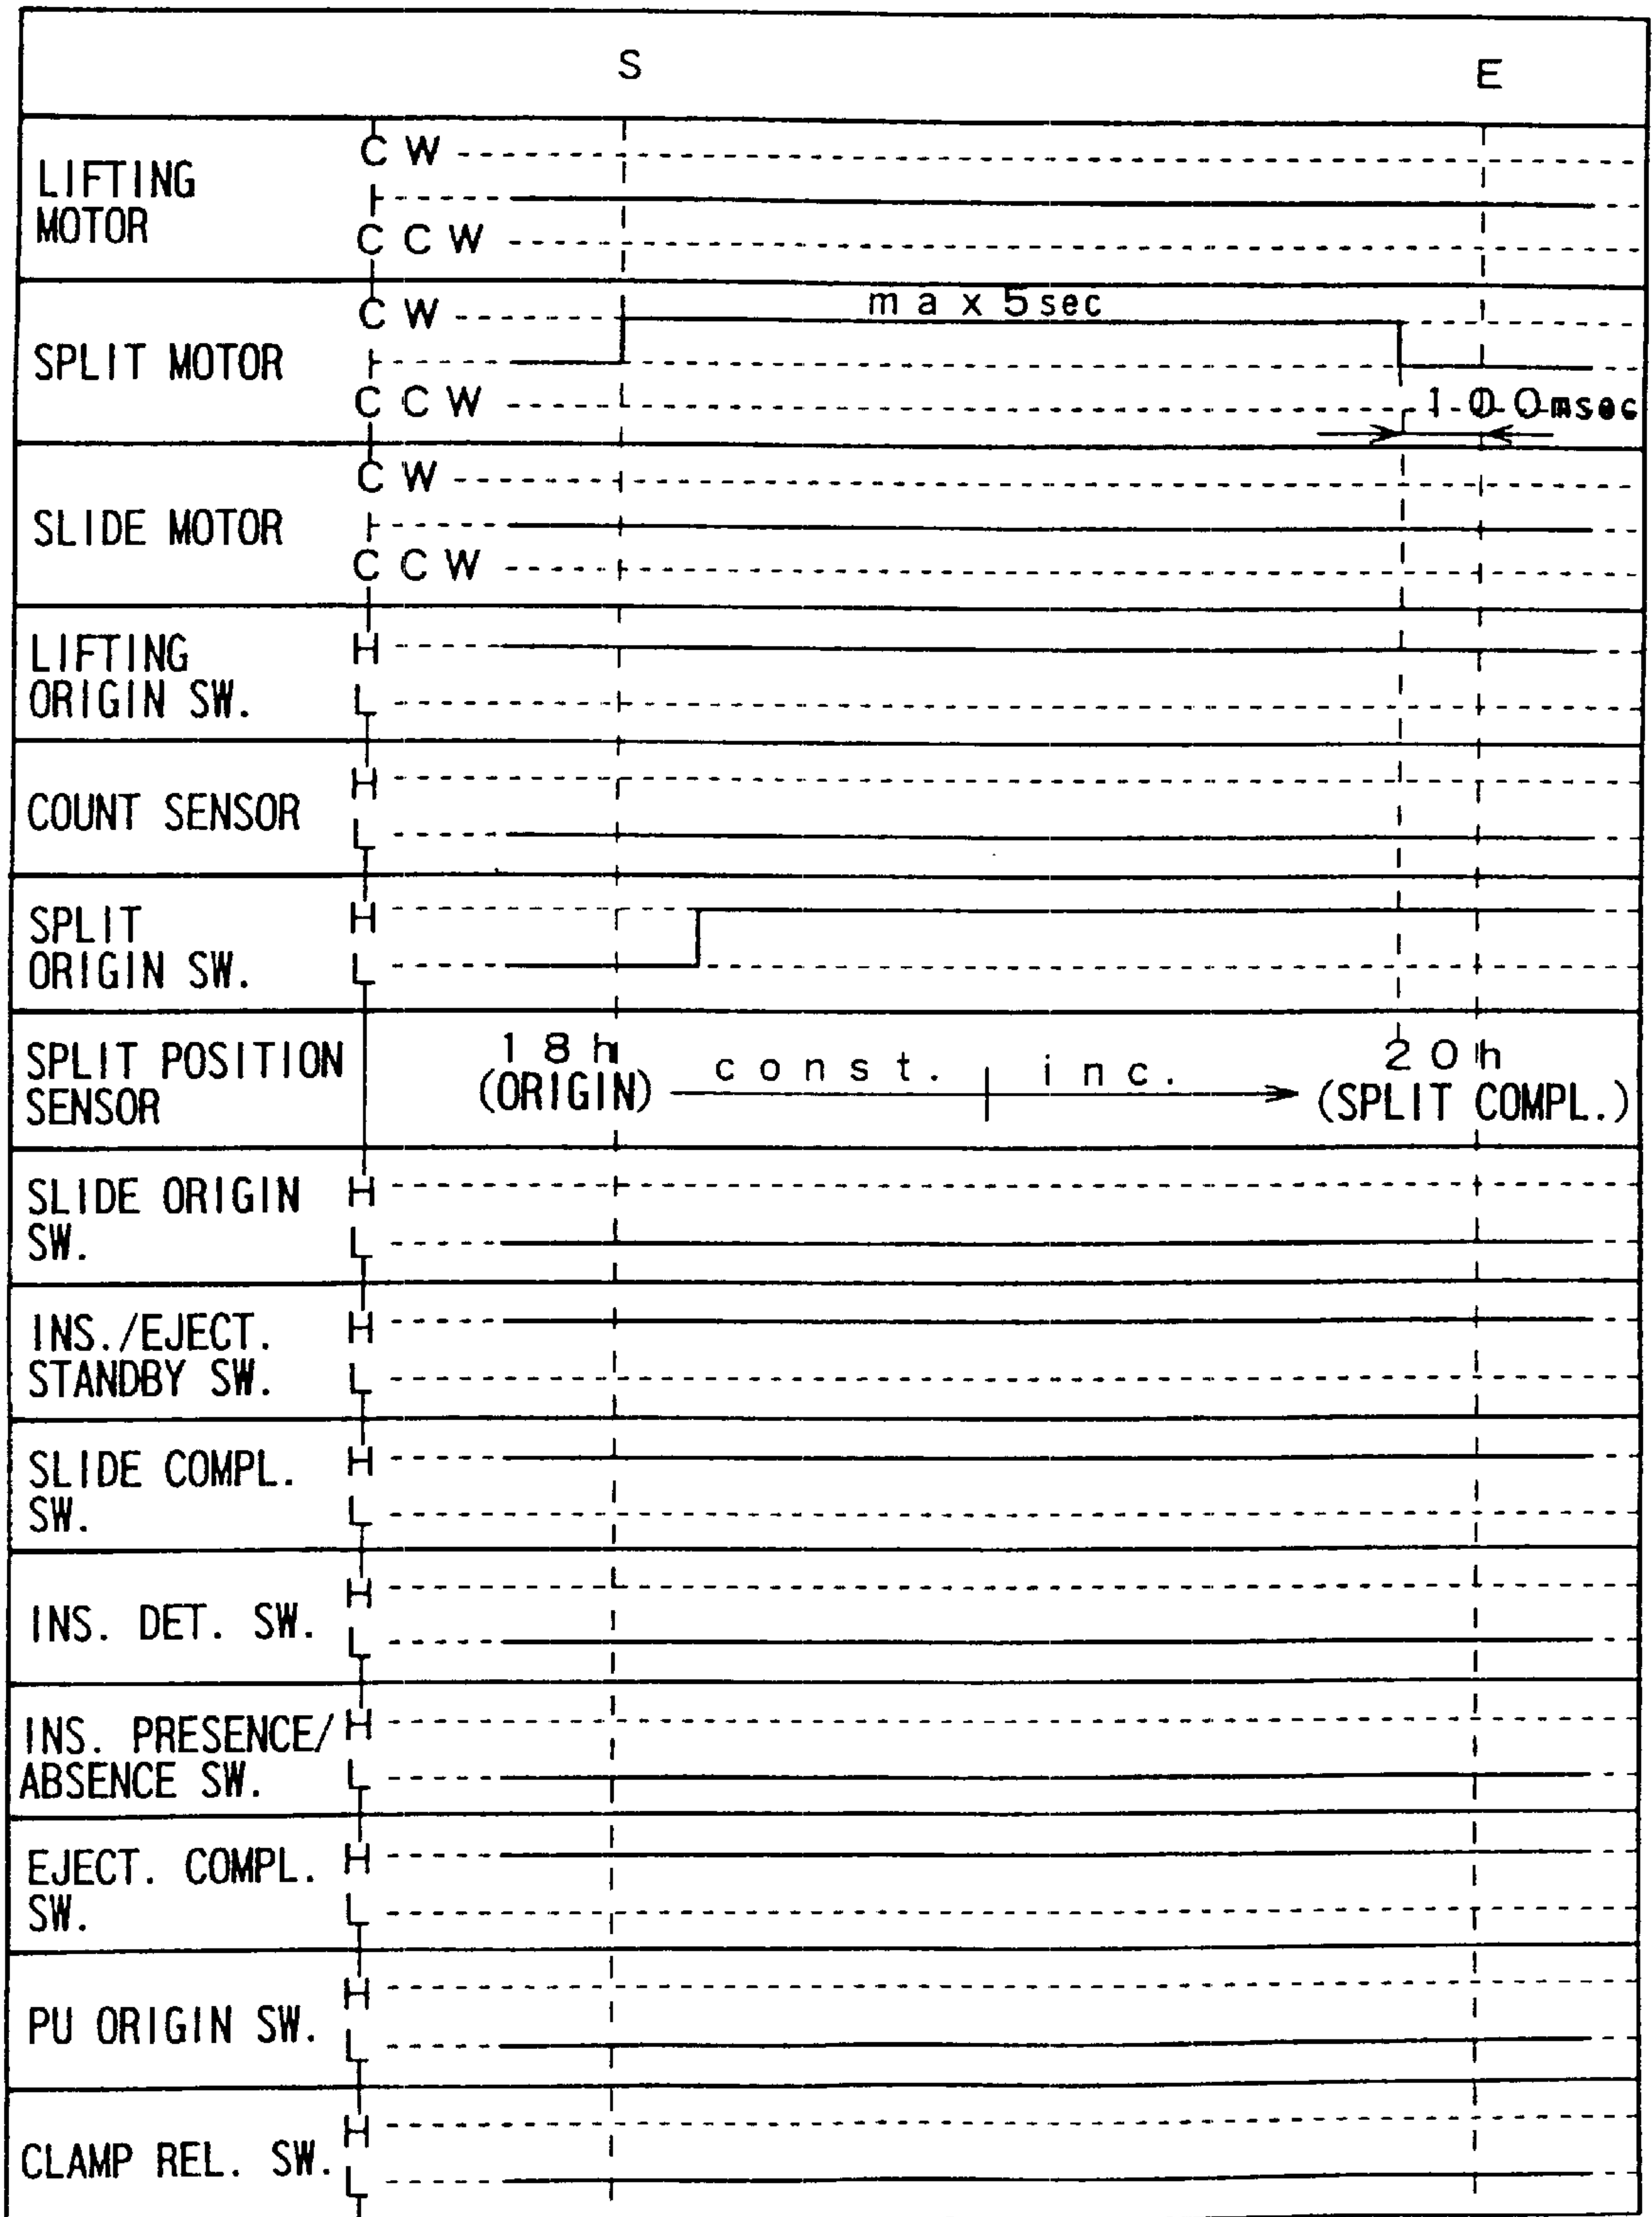 S E
LIFTING
MOTOR
CW
CCW
SPLIT MOTOR
CW
max 5sec
CCW
100msec
SLIDE MOTOR
CW
CCW
LIFTING
ORIGIN SW.
H
L
COUNT SENSOR
H
L
SPLIT
ORIGIN SW.
H
L
SPLIT POSITION
SENSOR
18h
(ORIGIN)
const. inc.
20h
(SPLIT COMPL.)
SLIDE ORIGIN
SW.
H
L
INS./EJECT.
STANDBY SW.
H
L
SLIDE COMPL.
SW.
H
L
INS. DET. SW.
H
L
INS. PRESENCE/
ABSENCE SW.
H
L
EJECT. COMPL.
SW.
H
L
PU ORIGIN SW.
H
L
CLAMP REL. SW.
H
L